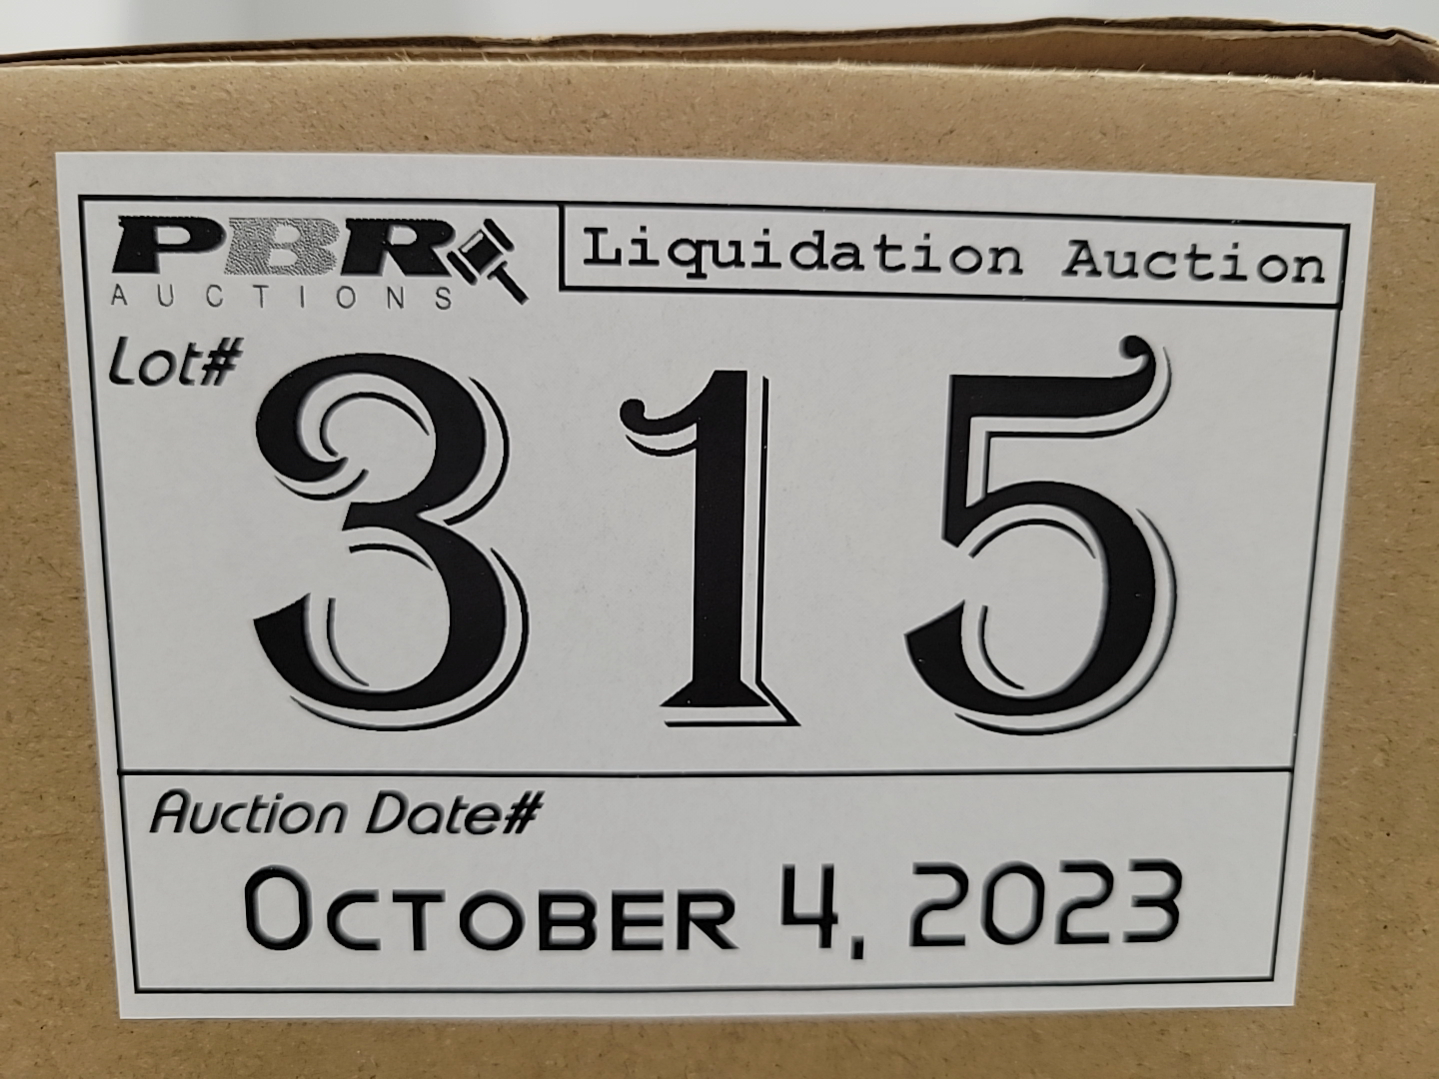 PBR
AUCTIONS
Liquidation Auction
Lot#
315
Auction Date#
October 4, 2023